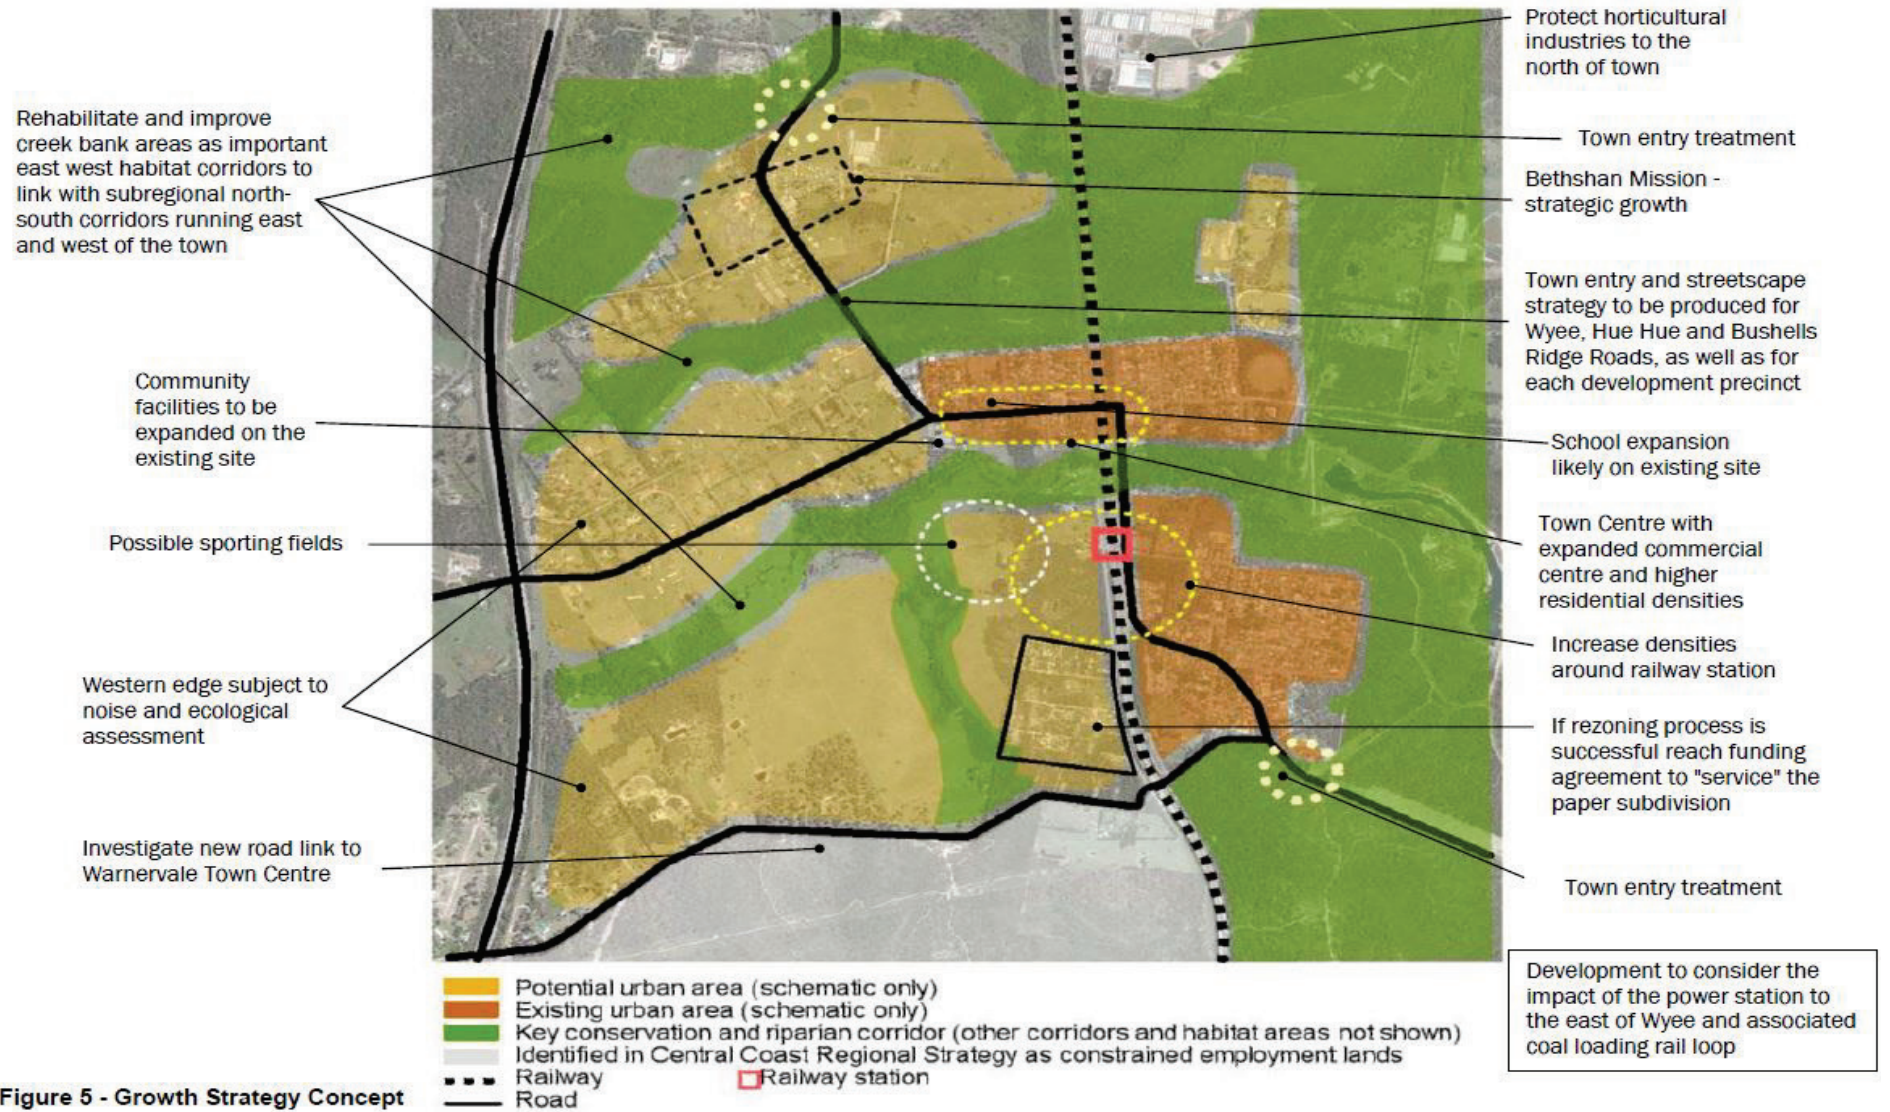 Rehabilitate and improve
creek bank areas as important
east west habitat corridors to
link with subregional north-
south corridors running east
and west of the town
Community
facilities to be
expanded on the
existing site
Possible sporting fields
Western edge subject to
noise and ecological
assessment
Investigate new road link to
Warnervale Town Centre
Protect horticultural
industries to the
north of town
Town entry treatment
Bethshan Mission -
strategic growth
Town entry and streetscape
strategy to be produced for
Wyee, Hue Hue and Bushells
Ridge Roads, as well as for
each development precinct
School expansion
likely on existing site
Town Centre with
expanded commercial
centre and higher
residential densities
Increase densities
around railway station
If rezoning process is
successful reach funding
agreement to "service" the
paper subdivision
Town entry treatment
Development to consider the
impact of the power station to
the east of Wyee and associated
coal loading rail loop
Potential urban area (schematic only)
Existing urban area (schematic only)
Key conservation and riparian corridor (other corridors and habitat areas not shown)
Identified in Central Coast Regional Strategy as constrained employment lands
Railway
Railway station
Road
Figure 5 - Growth Strategy Concept